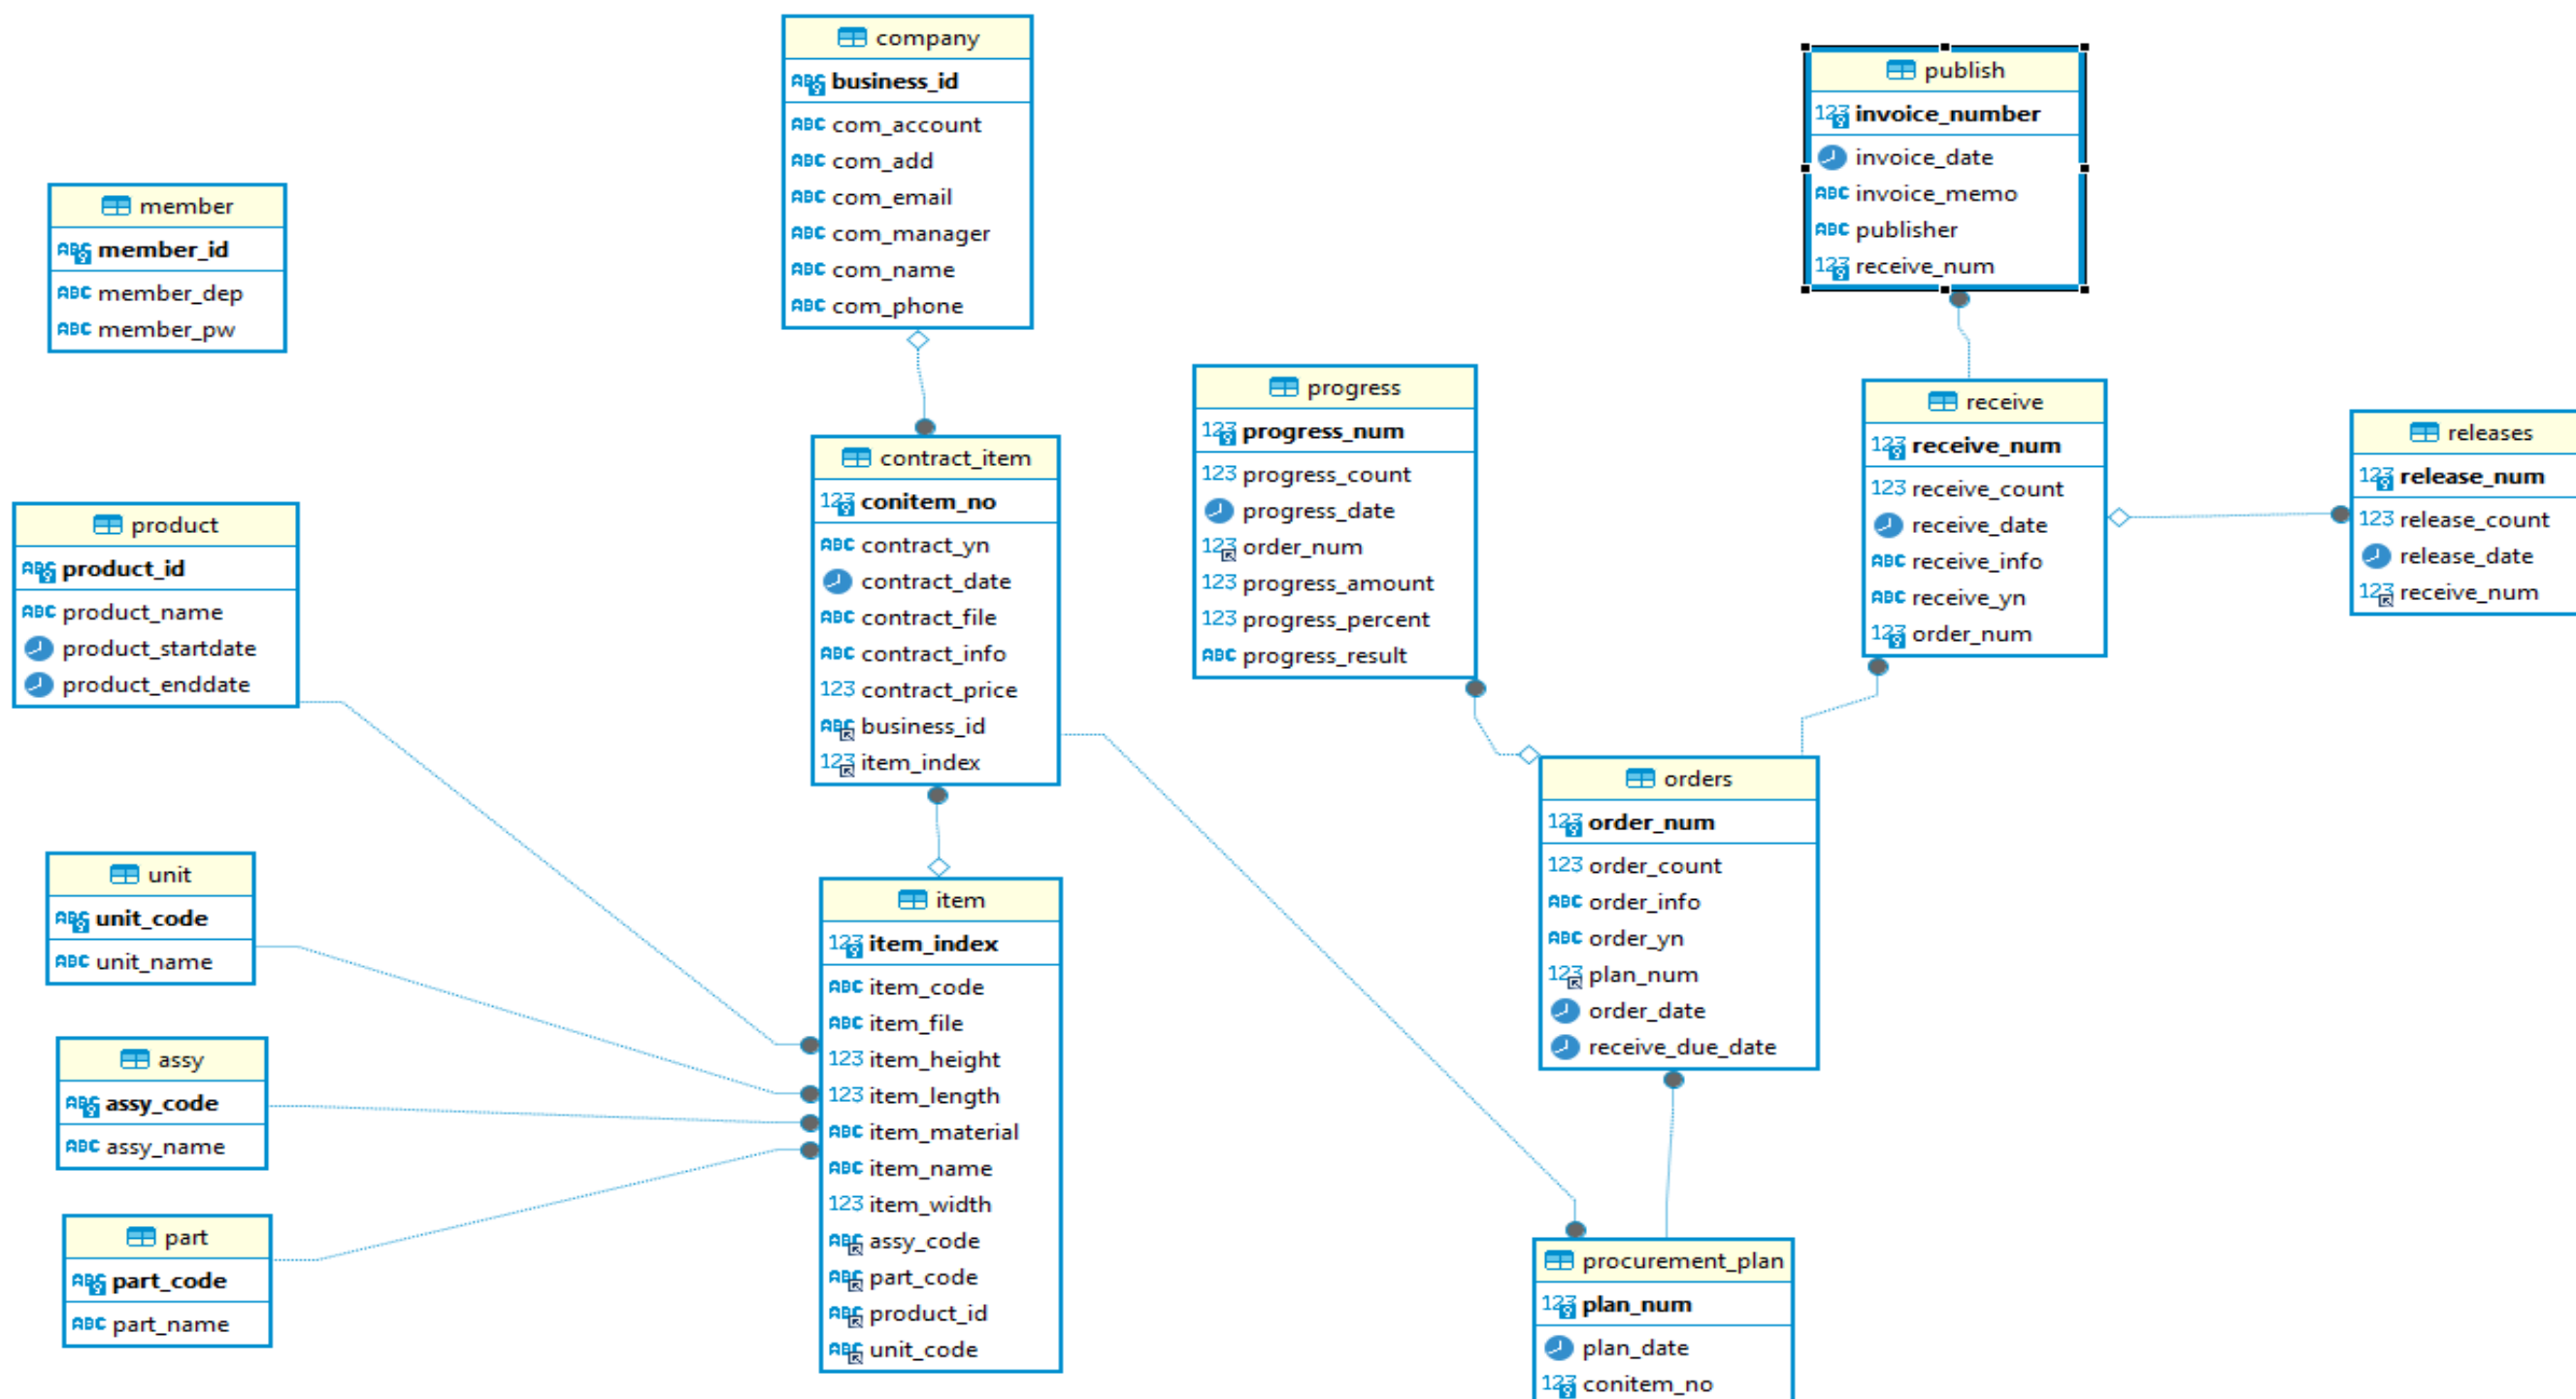 company
business_id
com_account
com_add
com_email
com_manager
com_name
com_phone
publish
invoice_number
invoice_date
invoice_memo
publisher
receive_num
member
member_id
member_dep
member_pw
progress
progress_num
progress_count
progress_date
order_num
progress_amount
progress_percent
progress_result
receive
receive_num
receive_count
receive_date
receive_info
receive_yn
order_num
releases
release_num
release_count
release_date
receive_num
contract_item
conitem_no
contract_yn
contract_date
contract_file
contract_info
contract_price
business_id
item_index
product
product_id
product_name
product_startdate
product_enddate
orders
order_num
order_count
order_info
order_yn
plan_num
order_date
receive_due_date
unit
unit_code
unit_name
item
item_index
item_code
item_file
item_height
item_length
item_material
item_name
item_width
assy_code
part_code
product_id
unit_code
assy
assy_code
assy_name
part
part_code
part_name
procurement_plan
plan_num
plan_date
conitem_no